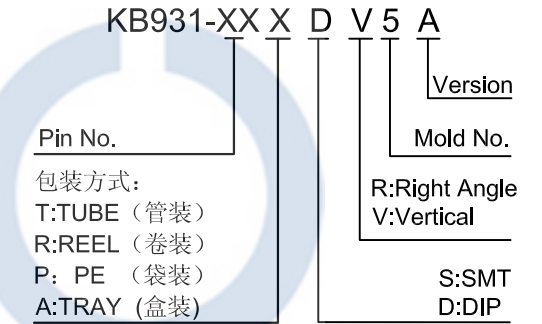 KB931-XX X D V 5 A
Version
Pin No.
Mold No.
包装方式：
R:Right Angle
T:TUBE（管装）
V:Vertical
R:REEL（卷装）
P：PE （袋装）
S:SMT
A:TRAY (盒装)
D:DIP